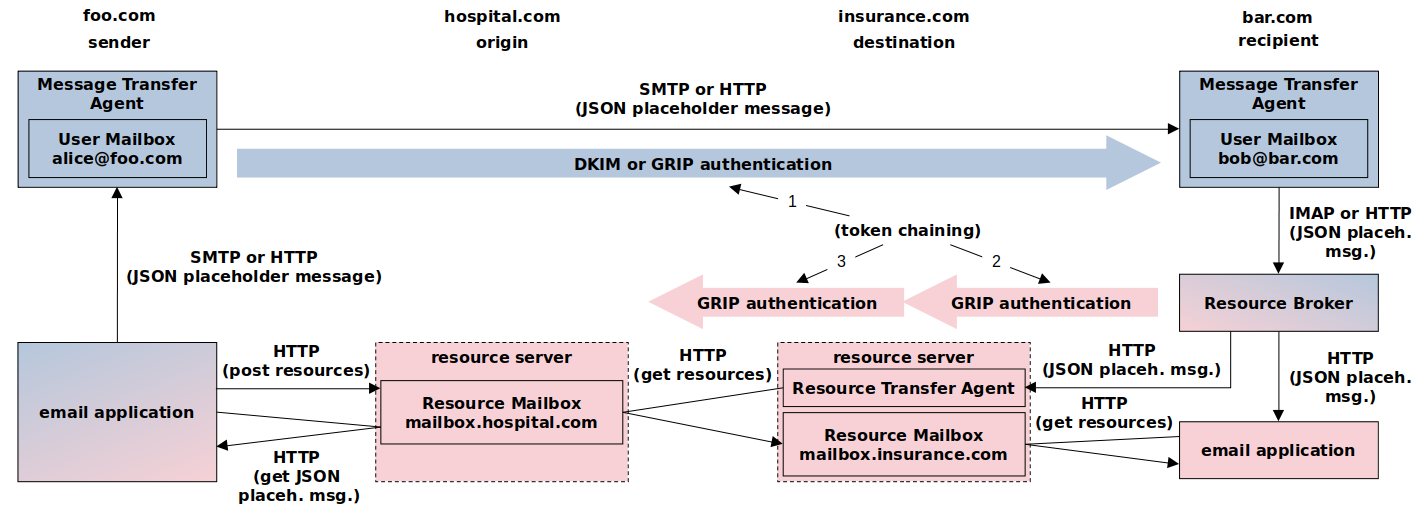 foo.com
sender
hospital.com
origin
insurance.com
destination
bar.com
recipient
Message Transfer
Agent
User Mailbox
alice@foo.com
SMTP or HTTP
(JSON placeholder message)
Message Transfer
Agent
User Mailbox
bob@bar.com
DKIM or GRIP authentication
1
(token chaining)
3
2
SMTP or HTTP
(JSON placeholder message)
IMAP or HTTP
(JSON placeh.
msg.)
GRIP authentication
GRIP authentication
Resource Broker
email application
HTTP
(post resources)
HTTP
(get JSON
placeh. msg.)
resource server
Resource Mailbox
mailbox.hospital.com
HTTP
(get resources)
resource server
Resource Transfer Agent
Resource Mailbox
mailbox.insurance.com
HTTP
(JSON placeh. msg.)
HTTP
(get resources)
HTTP
(JSON placeh.
msg.)
email application